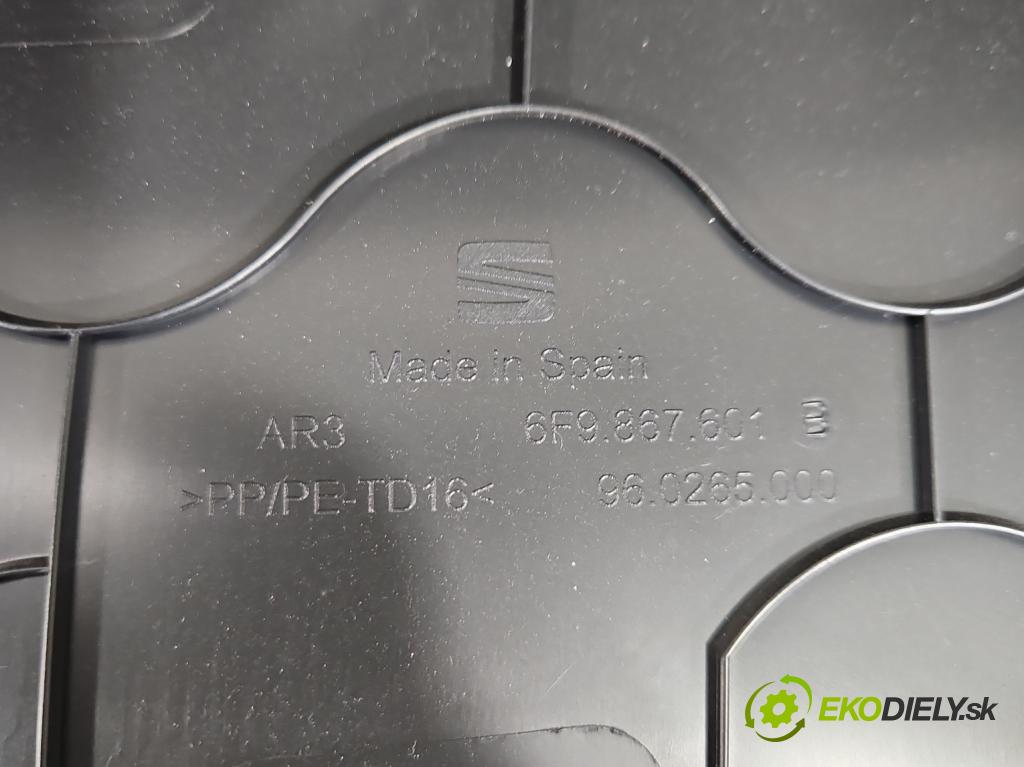 Made in Spain
AR3 6F9.867.601 B
>PP/PE-TD16< 96.0265.000
EKODIELY.sk